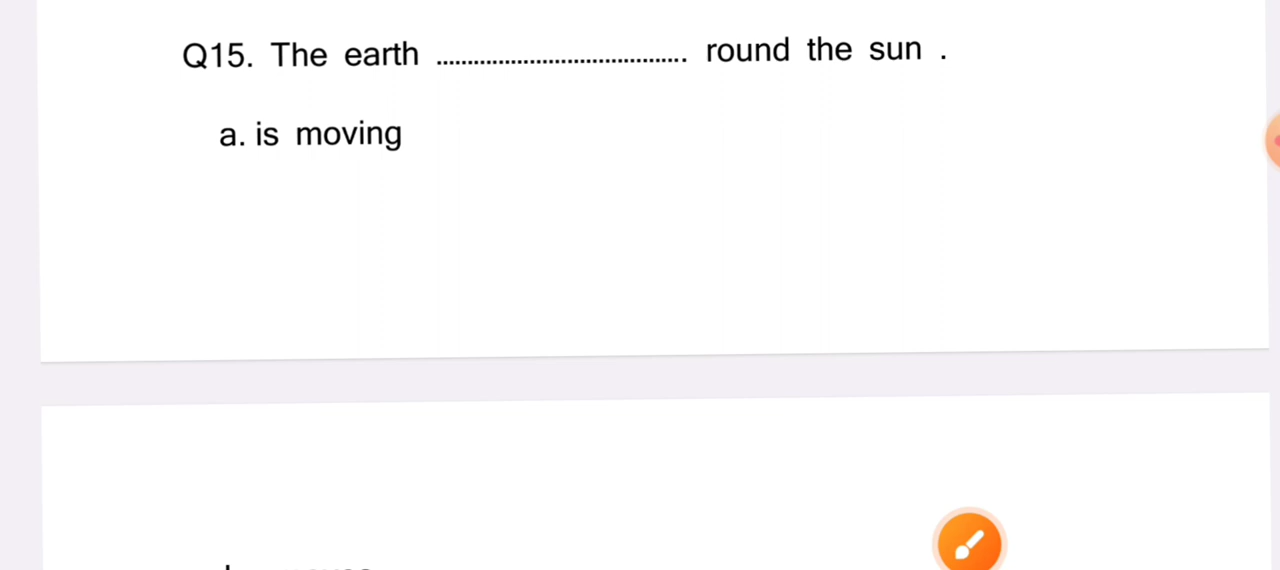 Q15. The earth ........................................ round the sun .
a. is moving